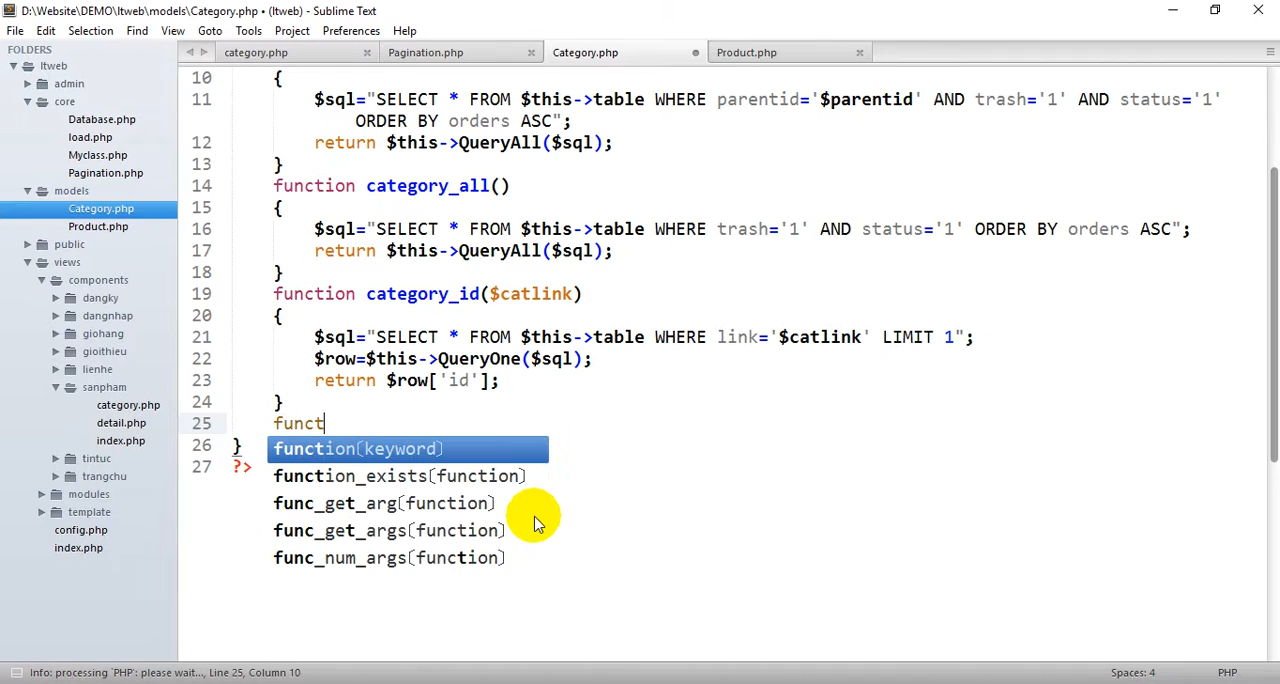 D:\Website\DEMO\ltweb\models\Category.php • (ltweb) - Sublime Text
File Edit Selection Find View Goto Tools Project Preferences Help
FOLDERS
ltweb
admin
core
Database.php
load.php
Myclass.php
Pagination.php
models
Category.php
Product.php
public
views
components
dangky
dangnhap
giohang
gioithieu
lienhe
sanpham
category.php
detail.php
index.php
tintuc
trangchu
modules
template
config.php
index.php
category.php Pagination.php Category.php Product.php
10 {
11 $sql="SELECT * FROM $this->table WHERE parentid='$parentid' AND trash='1' AND status='1'
ORDER BY orders ASC";
12 return $this->QueryAll($sql);
13 }
14 function category_all()
15 {
16 $sql="SELECT * FROM $this->table WHERE trash='1' AND status='1' ORDER BY orders ASC";
17 return $this->QueryAll($sql);
18 }
19 function category_id($catlink)
20 {
21 $sql="SELECT * FROM $this->table WHERE link='$catlink' LIMIT 1";
22 $row=$this->QueryOne($sql);
23 return $row['id'];
24 }
25 funct
26 }
27 ?>
function(keyword)
function_exists(function)
func_get_arg(function)
func_get_args(function)
func_num_args(function)
Info: processing `PHP`: please wait..., Line 25, Column 10
Spaces: 4
PHP